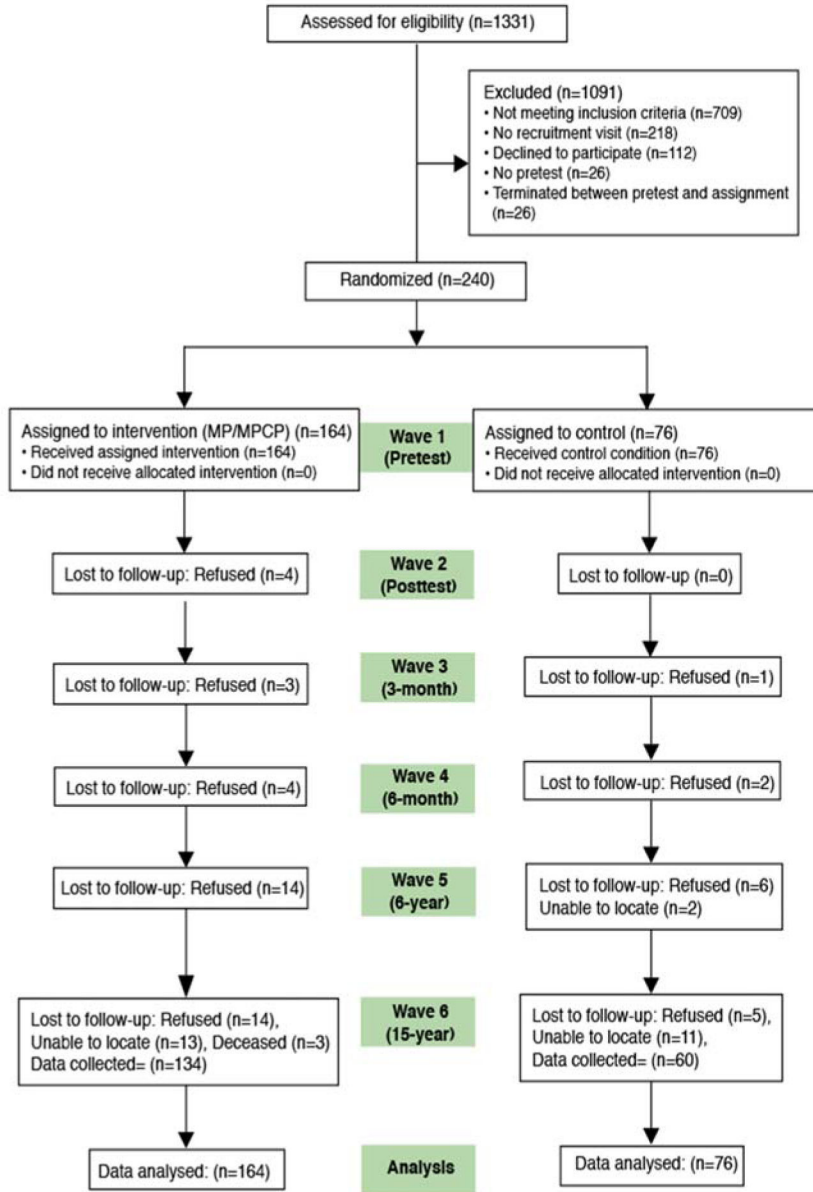 Assessed for eligibility (n=1331)
Excluded (n=1091)
• Not meeting inclusion criteria (n=709)
• No recruitment visit (n=218)
• Declined to participate (n=112)
• No pretest (n=26)
• Terminated between pretest and assignment
(n=26)
Randomized (n=240)
Assigned to intervention (MP/MPCP) (n=164)
• Received assigned intervention (n=164)
• Did not receive allocated intervention (n=0)
Wave 1
(Pretest)
Assigned to control (n=76)
• Received control condition (n=76)
• Did not receive allocated intervention (n=0)
Lost to follow-up: Refused (n=4)
Wave 2
(Posttest)
Lost to follow-up (n=0)
Lost to follow-up: Refused (n=3)
Wave 3
(3-month)
Lost to follow-up: Refused (n=1)
Lost to follow-up: Refused (n=4)
Wave 4
(6-month)
Lost to follow-up: Refused (n=2)
Lost to follow-up: Refused (n=14)
Wave 5
(6-year)
Lost to follow-up: Refused (n=6)
Unable to locate (n=2)
Lost to follow-up: Refused (n=14),
Unable to locate (n=13), Deceased (n=3)
Data collected= (n=134)
Wave 6
(15-year)
Lost to follow-up: Refused (n=5),
Unable to locate (n=11),
Data collected= (n=60)
Data analysed: (n=164)
Analysis
Data analysed: (n=76)